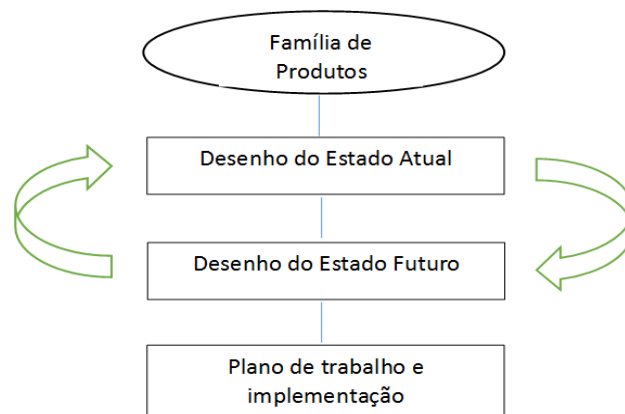 Família de
Produtos
Desenho do Estado Atual
Desenho do Estado Futuro
Plano de trabalho e
implementação